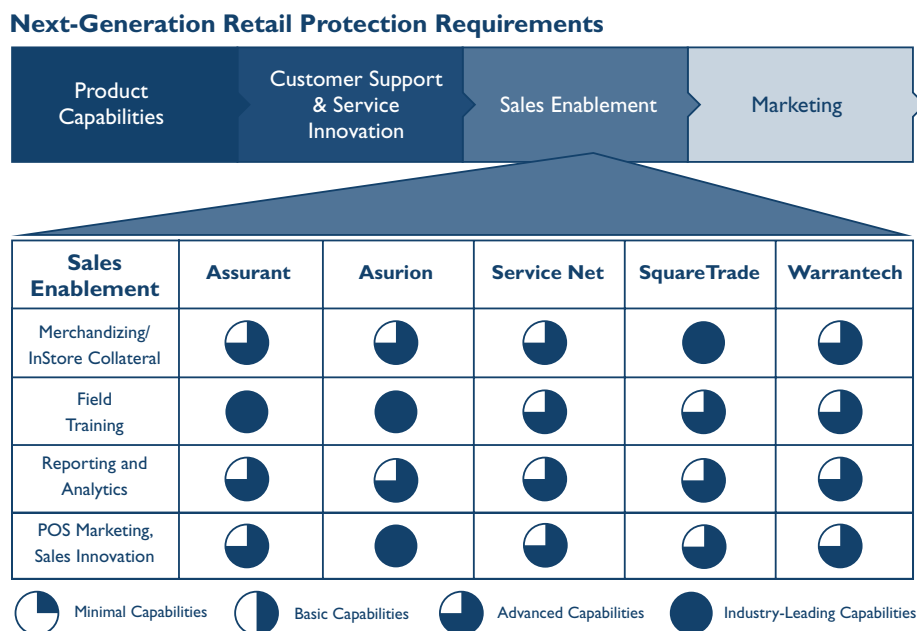 Next-Generation Retail Protection Requirements
Product
Capabilities
Customer Support
& Service
Innovation
Sales Enablement
Marketing
Sales
Enablement
Assurant
Asurion
Service Net
SquareTrade
Warrantech
Merchandizing/
InStore Collateral
Field
Training
Reporting and
Analytics
POS Marketing,
Sales Innovation
Minimal Capabilities
Basic Capabilities
Advanced Capabilities
Industry-Leading Capabilities